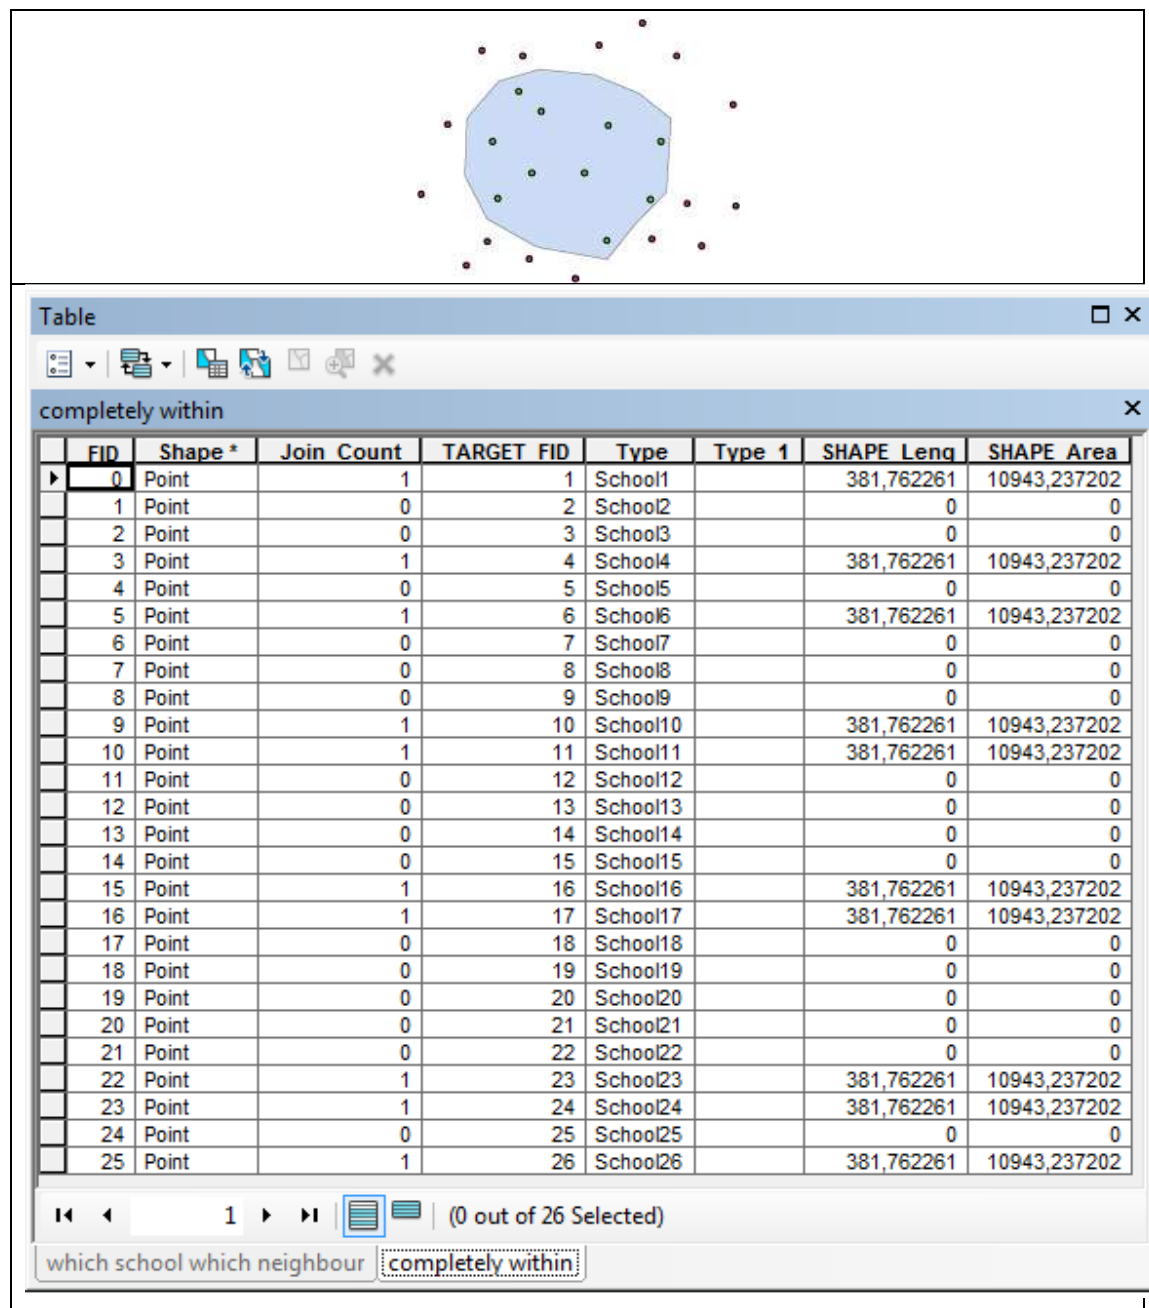 Table
completely within
FID Shape * Join_Count TARGET_FID Type Type_1 SHAPE_Leng SHAPE_Area
0 Point 1 1 School1 381,762261 10943,237202
1 Point 0 2 School2 0 0
2 Point 0 3 School3 0 0
3 Point 1 4 School4 381,762261 10943,237202
4 Point 0 5 School5 0 0
5 Point 1 6 School6 381,762261 10943,237202
6 Point 0 7 School7 0 0
7 Point 0 8 School8 0 0
8 Point 0 9 School9 0 0
9 Point 1 10 School10 381,762261 10943,237202
10 Point 1 11 School11 381,762261 10943,237202
11 Point 0 12 School12 0 0
12 Point 0 13 School13 0 0
13 Point 0 14 School14 0 0
14 Point 0 15 School15 0 0
15 Point 1 16 School16 381,762261 10943,237202
16 Point 1 17 School17 381,762261 10943,237202
17 Point 0 18 School18 0 0
18 Point 0 19 School19 0 0
19 Point 0 20 School20 0 0
20 Point 0 21 School21 0 0
21 Point 0 22 School22 0 0
22 Point 1 23 School23 381,762261 10943,237202
23 Point 1 24 School24 381,762261 10943,237202
24 Point 0 25 School25 0 0
25 Point 1 26 School26 381,762261 10943,237202
1 (0 out of 26 Selected)
which school which neighbour completely within